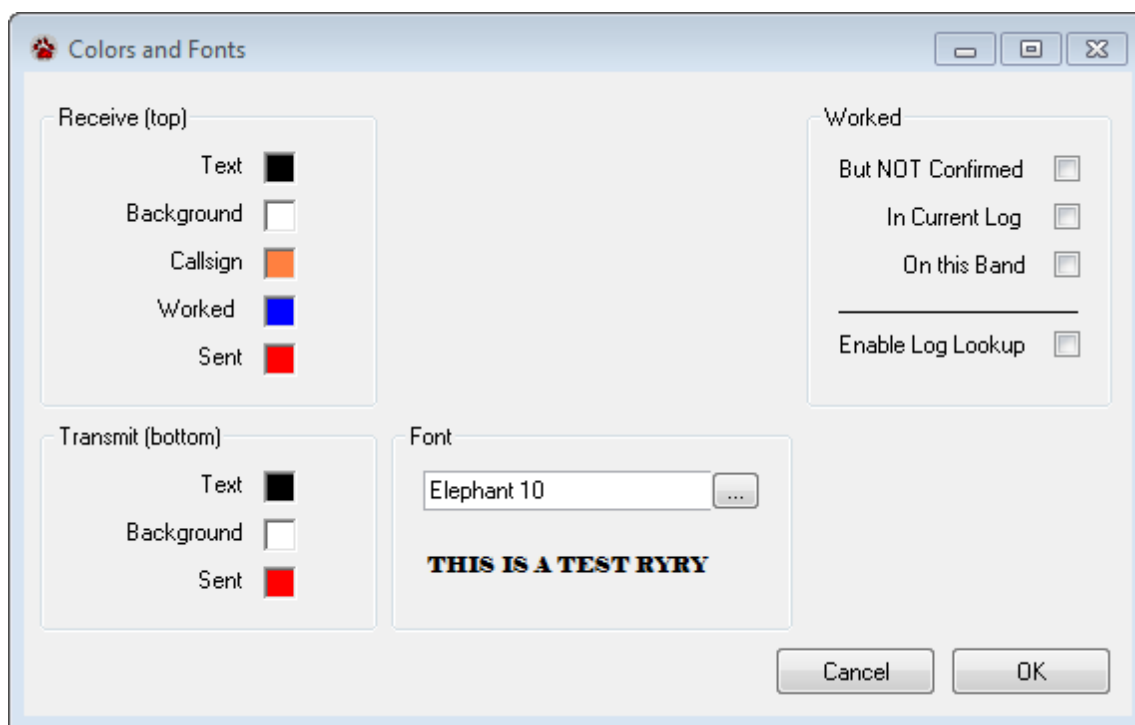 Colors and Fonts
Receive (top)
Text
Background
Callsign
Worked
Sent
Worked
But NOT Confirmed
In Current Log
On this Band
Enable Log Lookup
Transmit (bottom)
Text
Background
Sent
Font
Elephant 10
...
THIS IS A TEST RYRY
Cancel
OK